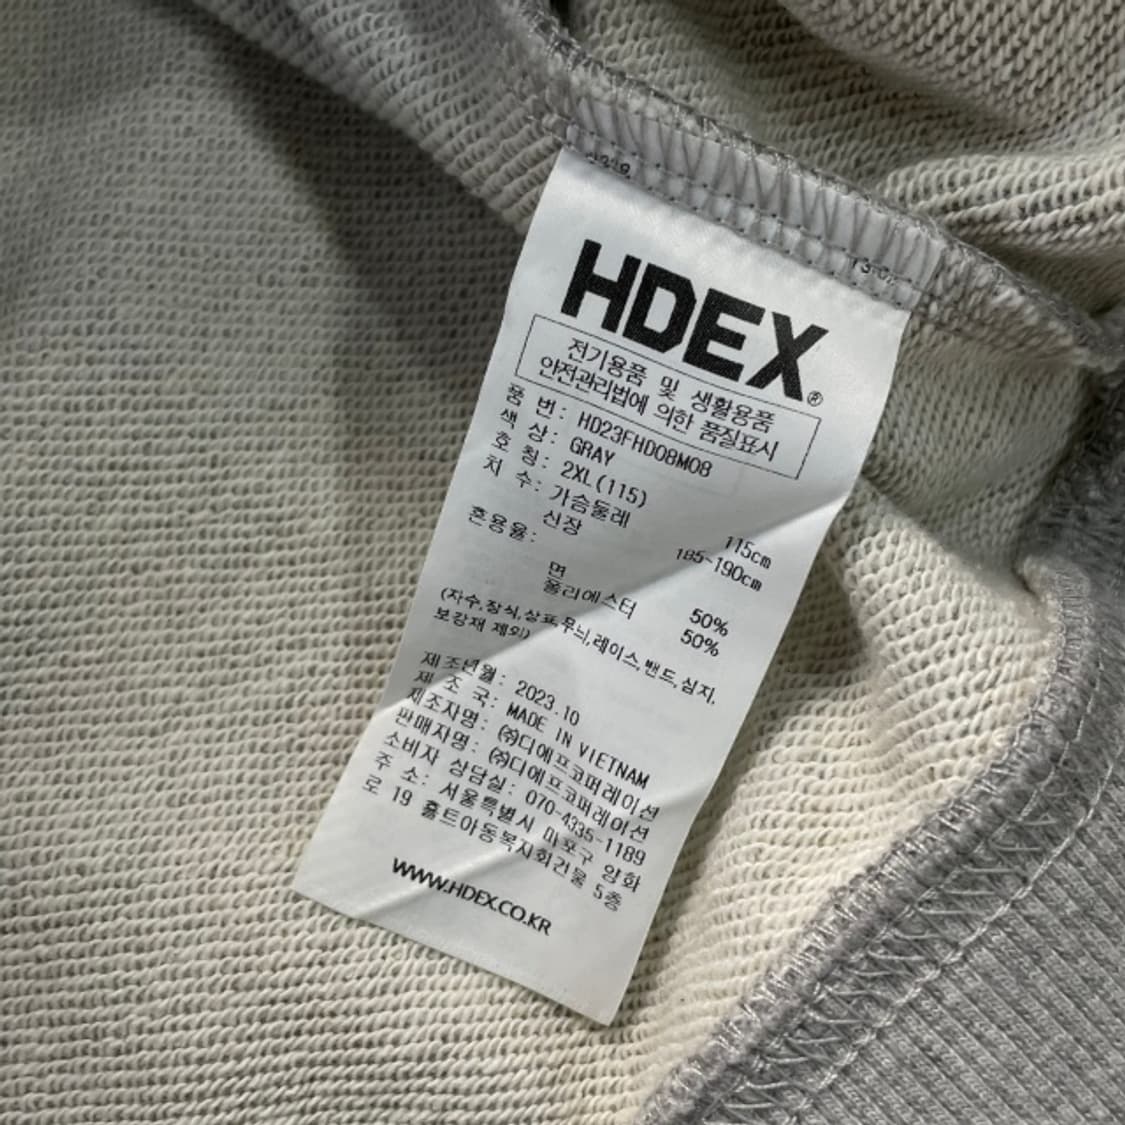 HDEX®
전기용품 및 생활용품
안전관리법에 의한 품질표시
품 번: HD23FHD08M08
색 상: GRAY
호 칭: 2XL(115)
치 수: 가슴둘레 115cm
신장 185-190cm
혼용율:
면 50%
폴리에스터 50%
(자수,장식,상표,무늬,레이스,밴드,심지,
보강재 제외)
제조년월: 2023.10
제 조 국: MADE IN VIETNAM
제조자명: ㈜디에프코퍼레이션
판매자명: ㈜디에프코퍼레이션
소비자 상담실: 070-4335-1189
주 소: 서울특별시 마포구 양화
로 19 홀트아동복지회건물 5층
WWW.HDEX.CO.KR